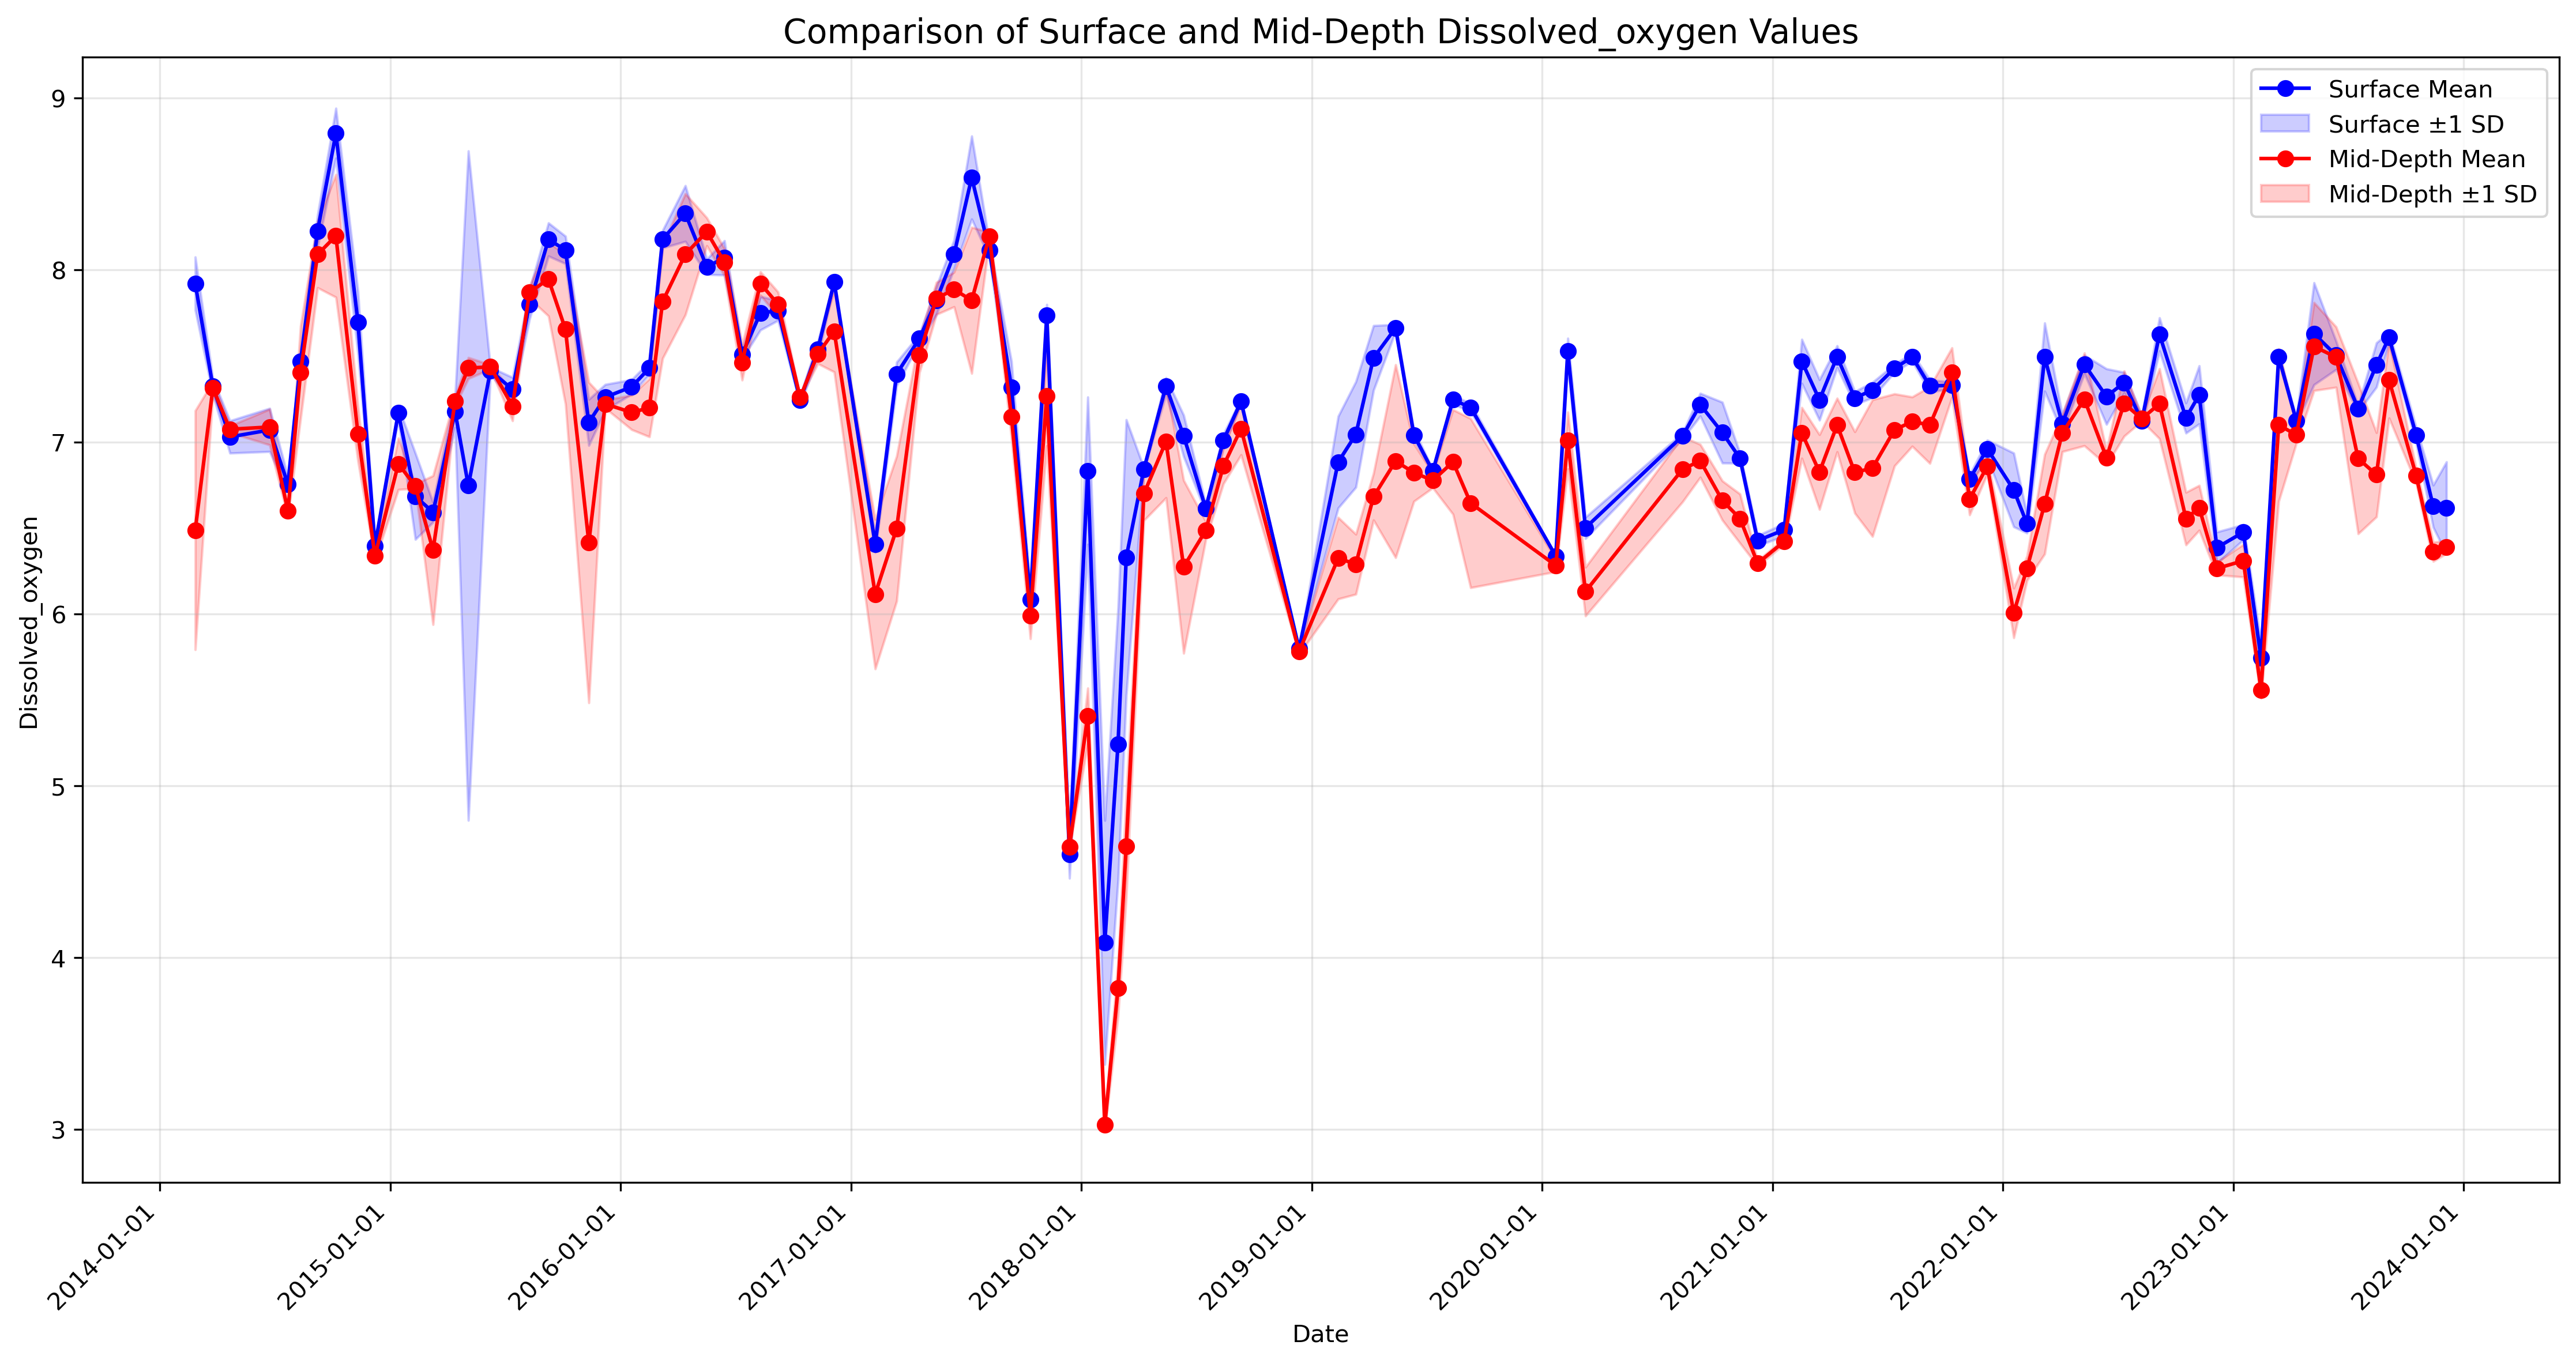 Comparison of Surface and Mid-Depth Dissolved_oxygen Values
Surface Mean
Surface ±1 SD
Mid-Depth Mean
Mid-Depth ±1 SD
Dissolved_oxygen
9
8
7
6
5
4
3
2014-01-01
2015-01-01
2016-01-01
2017-01-01
2018-01-01
2019-01-01
2020-01-01
2021-01-01
2022-01-01
2023-01-01
2024-01-01
Date